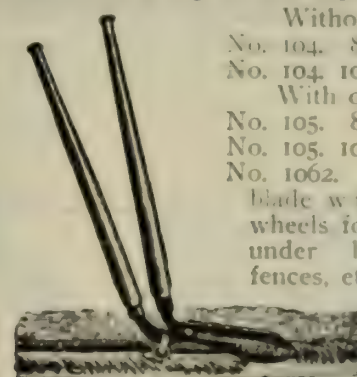 Witho
No. 104. 8
No. 104. 10
With
No. 105. 8
No. 105. 10
No. 1062.
blade w
wheels fo
under b
fences, et